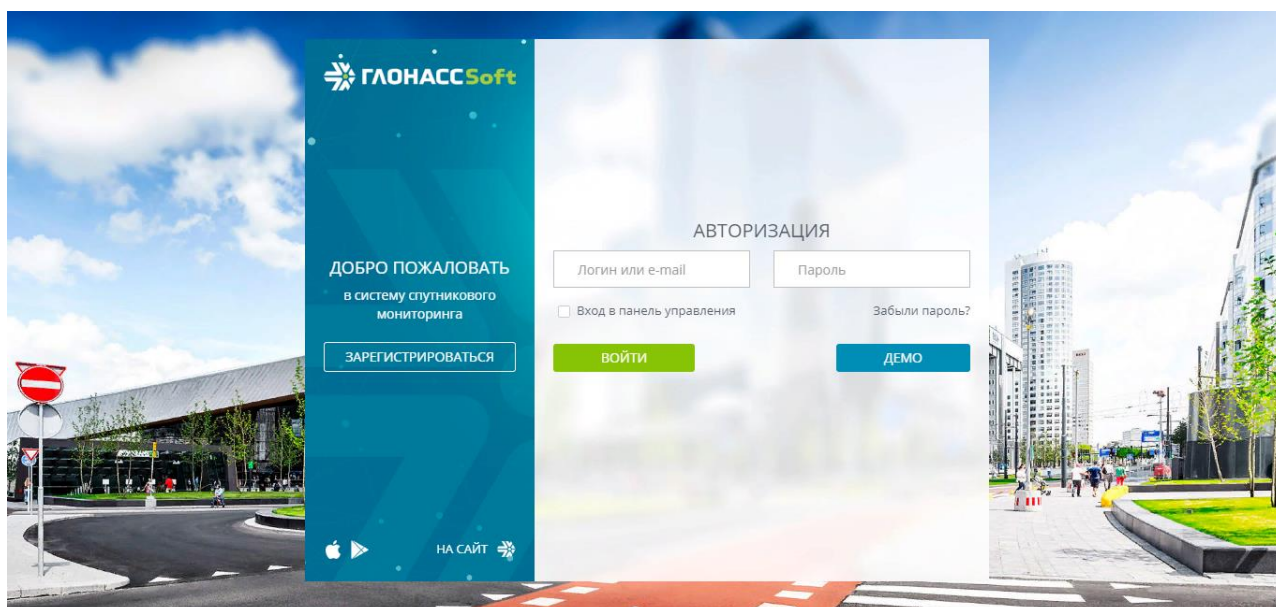 ГЛОНАССSoft
ДОБРО ПОЖАЛОВАТЬ
в систему спутникового
мониторинга
ЗАРЕГИСТРИРОВАТЬСЯ
НА САЙТ
АВТОРИЗАЦИЯ
Логин или e-mail
Пароль
Вход в панель управления
Забыли пароль?
ВОЙТИ
ДЕМО